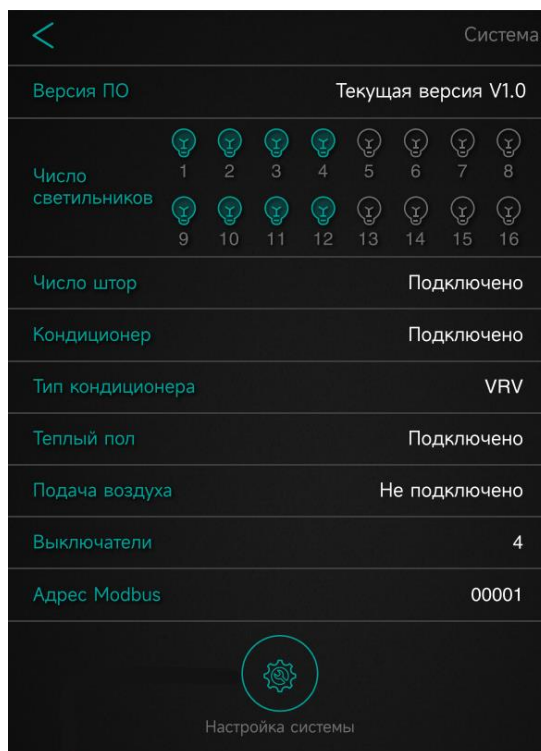 Система
Версия ПО Текущая версия V1.0
1 2 3 4 5 6 7 8
Число
светильников
9 10 11 12 13 14 15 16
Число штор Подключено
Кондиционер Подключено
Тип кондиционера VRV
Теплый пол Подключено
Подача воздуха Не подключено
Выключатели 4
Адрес Modbus 00001
Настройка системы